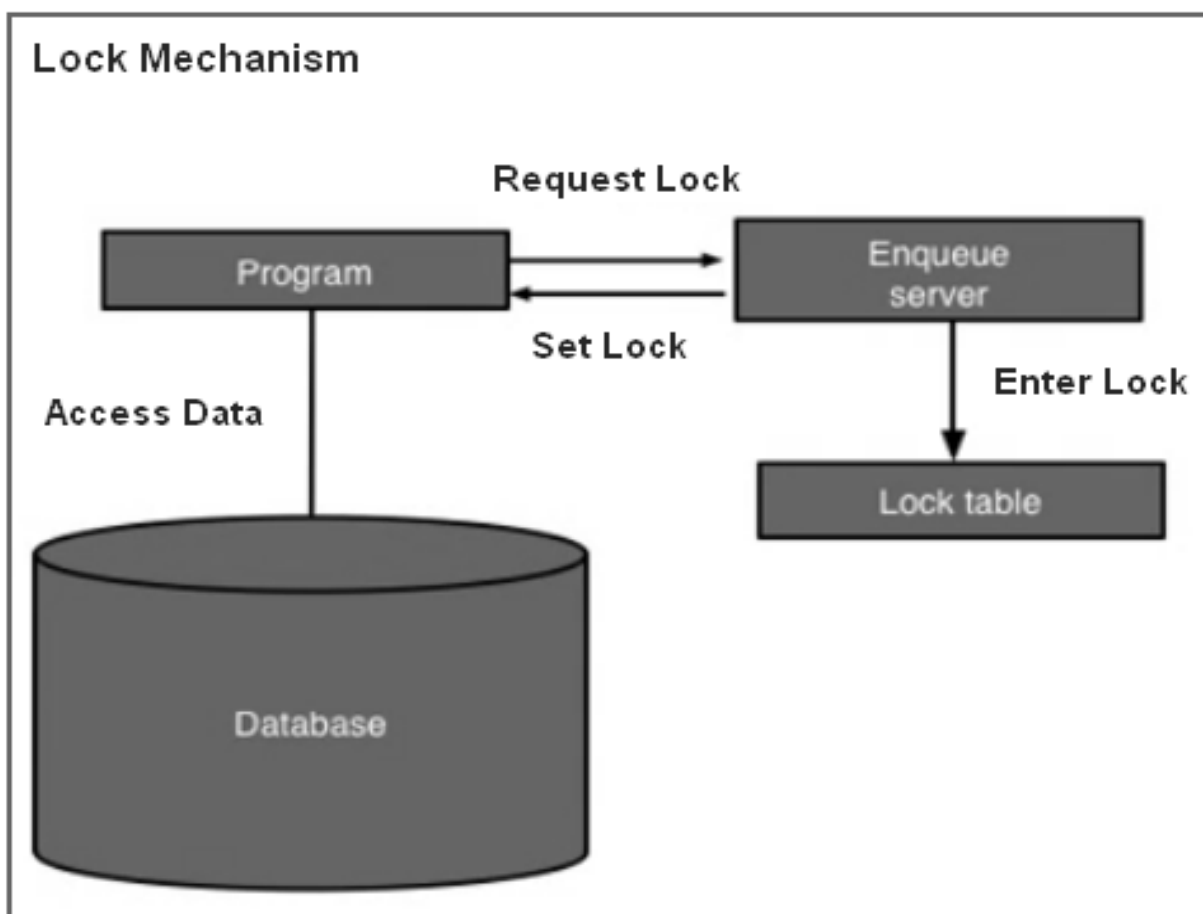 Lock Mechanism
Request Lock
Program
Enqueue
server
Set Lock
Enter Lock
Access Data
Lock table
Database